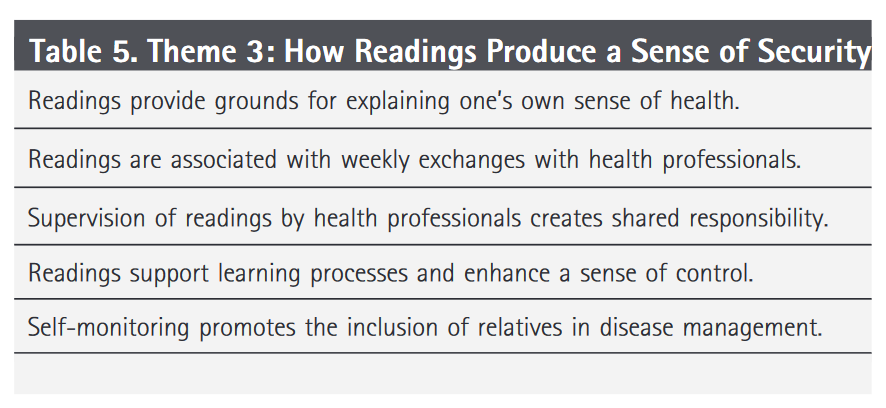 Table 5. Theme 3: How Readings Produce a Sense of Security
Readings provide grounds for explaining one's own sense of health.
Readings are associated with weekly exchanges with health professionals.
Supervision of readings by health professionals creates shared responsibility.
Readings support learning processes and enhance a sense of control.
Self-monitoring promotes the inclusion of relatives in disease management.